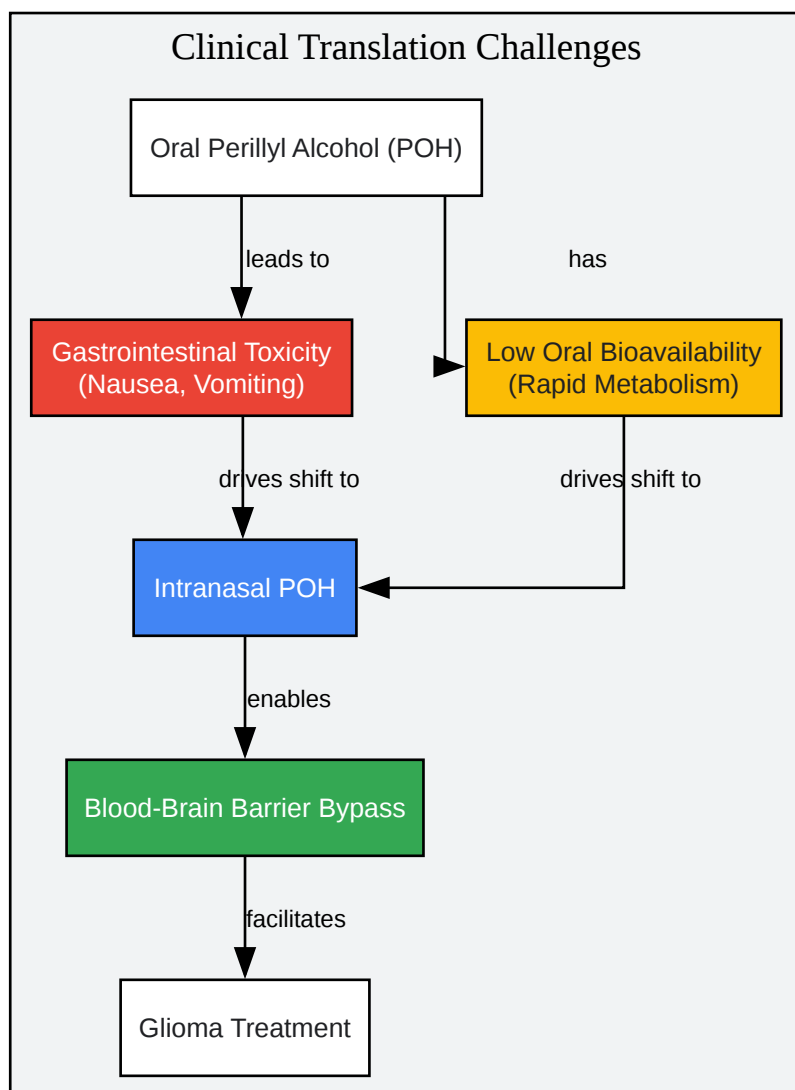 Clinical Translation Challenges
Oral Perillyl Alcohol (POH)
leads to
has
Gastrointestinal Toxicity
(Nausea, Vomiting)
Low Oral Bioavailability
(Rapid Metabolism)
drives shift to
drives shift to
Intranasal POH
enables
Blood-Brain Barrier Bypass
facilitates
Glioma Treatment